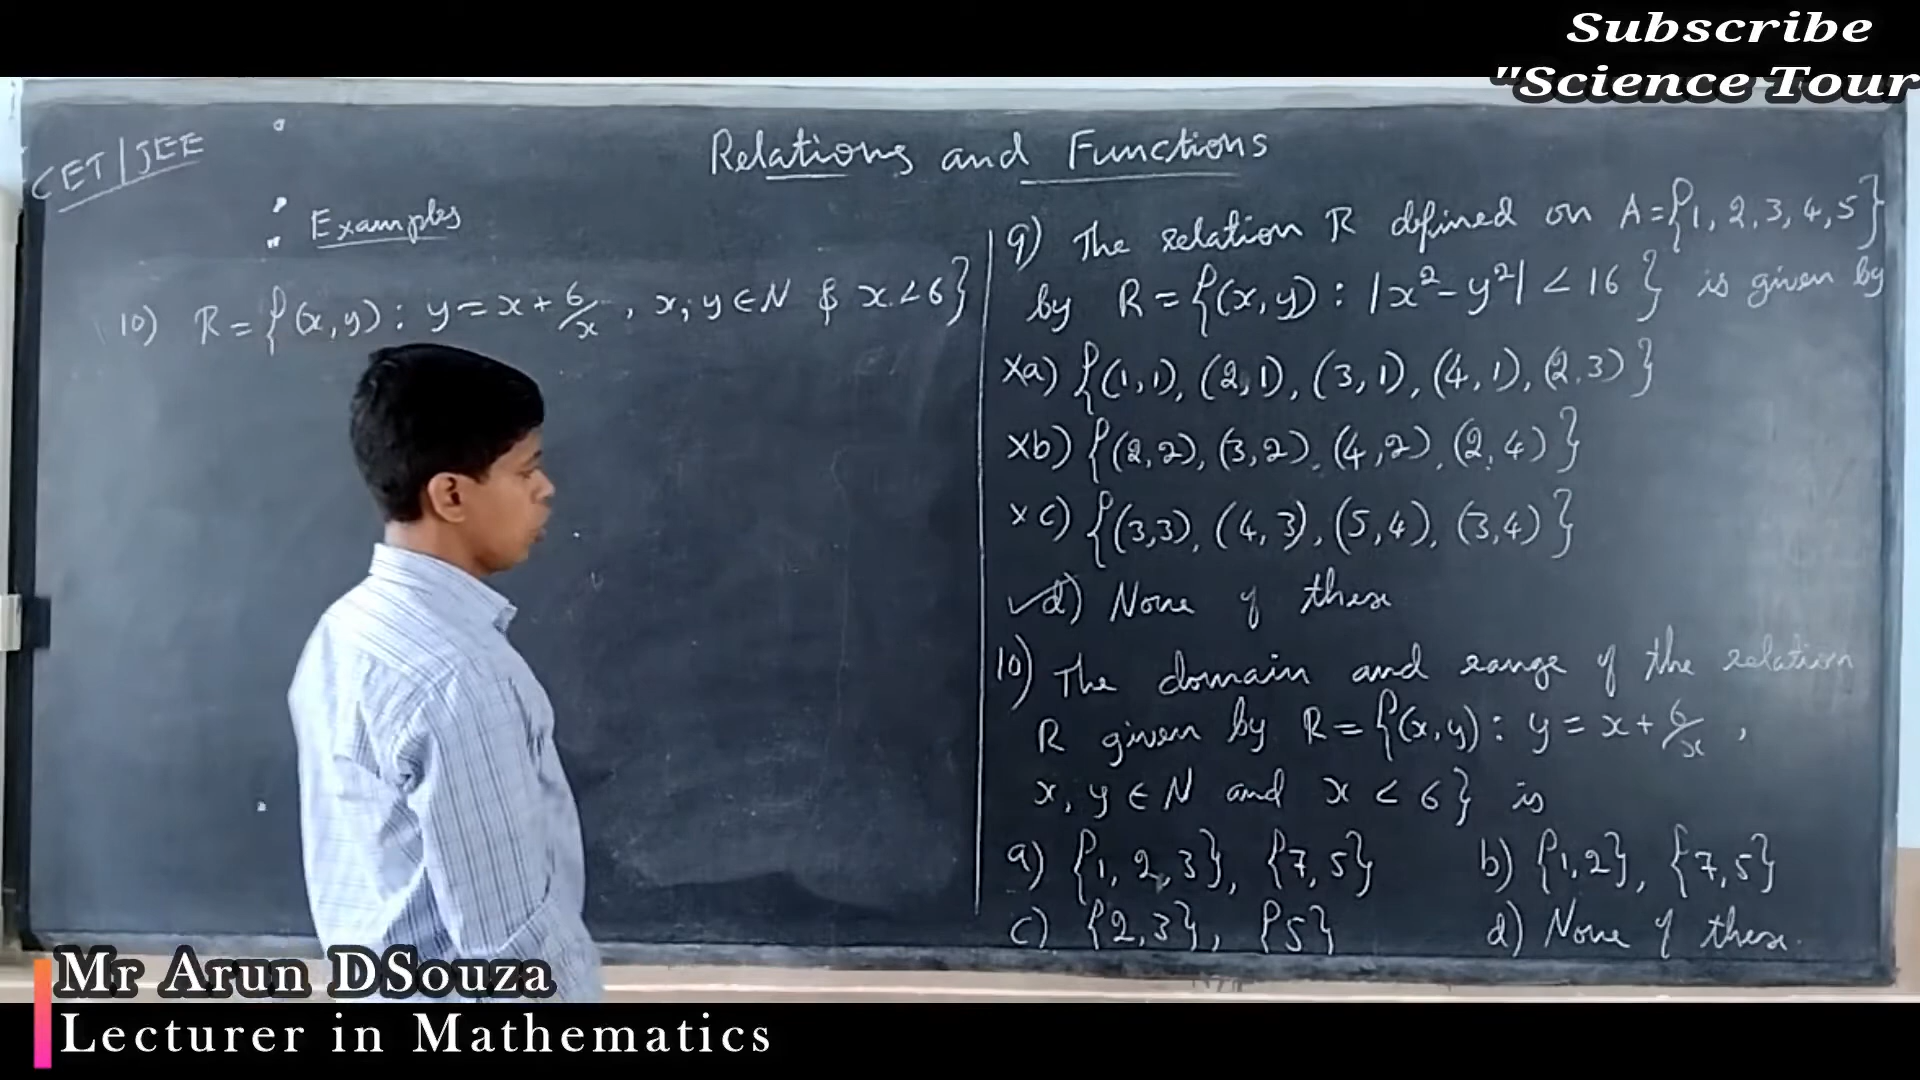 Subscribe
"Science Tour
CET/JEE
Relations and Functions
Examples
10) R = {(x,y) : y = x + 6/x , x, y ∈ N & x < 6}
9) The relation R defined on A = {1, 2, 3, 4, 5}
by R = {(x,y) : |x² - y²| < 16 } is given by
xa) {(1,1), (2,1), (3,1), (4,1), (2,3)}
xb) {(2,2), (3,2), (4,2), (2,4)}
xc) {(3,3), (4,3), (5,4), (3,4)}
✓d) None of these
10) The domain and range of the relation
R given by R = {(x,y) : y = x + 6/x ,
x, y ∈ N and x < 6} is
a) {1, 2, 3}, {7, 5} b) {1,2}, {7,5}
c) {2,3}, {5} d) None of these.
Mr Arun DSouza
Lecturer in Mathematics